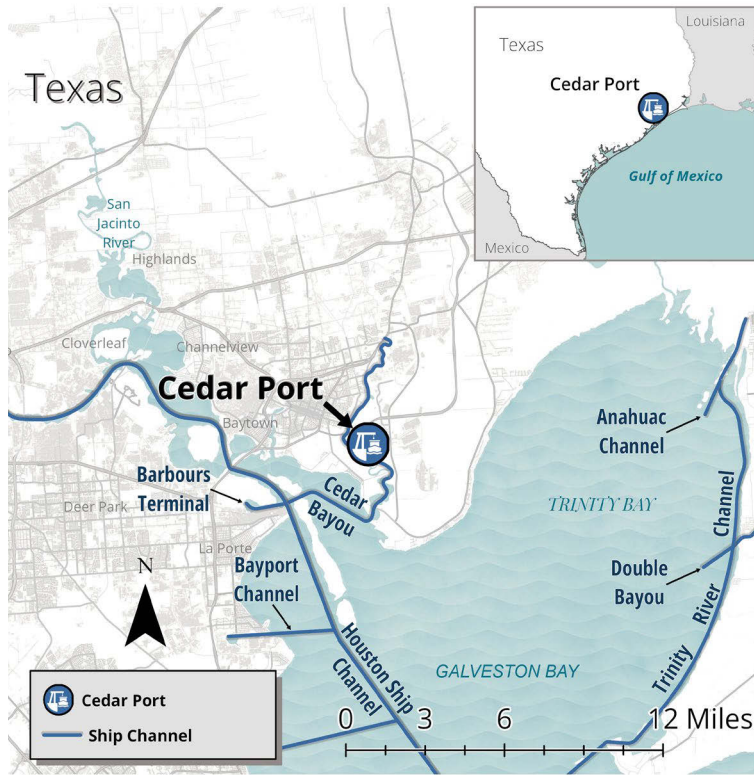 Texas
Louisiana
Texas
Cedar Port
Gulf of Mexico
Mexico
San
Jacinto
River
Highlands
Cloverleaf
Channelview
Cedar Port
Baytown
Anahuac
Channel
Barbours
Terminal
Cedar
Bayou
TRINITY BAY
Channel
Deer Park
La Porte
N
Bayport
Channel
Double
Bayou
River
Houston Ship
Channel
GALVESTON BAY
Trinity
Cedar Port
Ship Channel
0 3 6 12 Miles